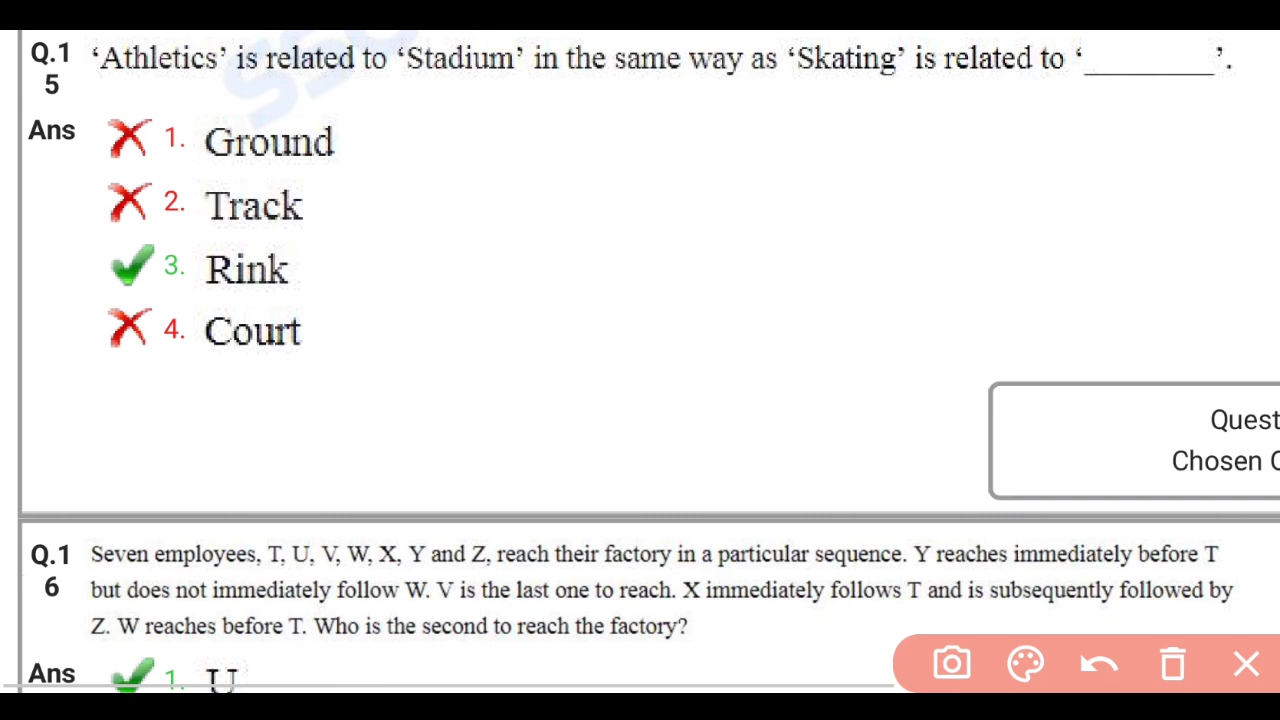 Q.1 ‘Athletics’ is related to ‘Stadium’ in the same way as ‘Skating’ is related to ‘_________’.
5
Ans 1. Ground
2. Track
3. Rink
4. Court
Quest
Chosen
Q.1 Seven employees, T, U, V, W, X, Y and Z, reach their factory in a particular sequence. Y reaches immediately before T
6 but does not immediately follow W. V is the last one to reach. X immediately follows T and is subsequently followed by
Z. W reaches before T. Who is the second to reach the factory?
Ans 1. U